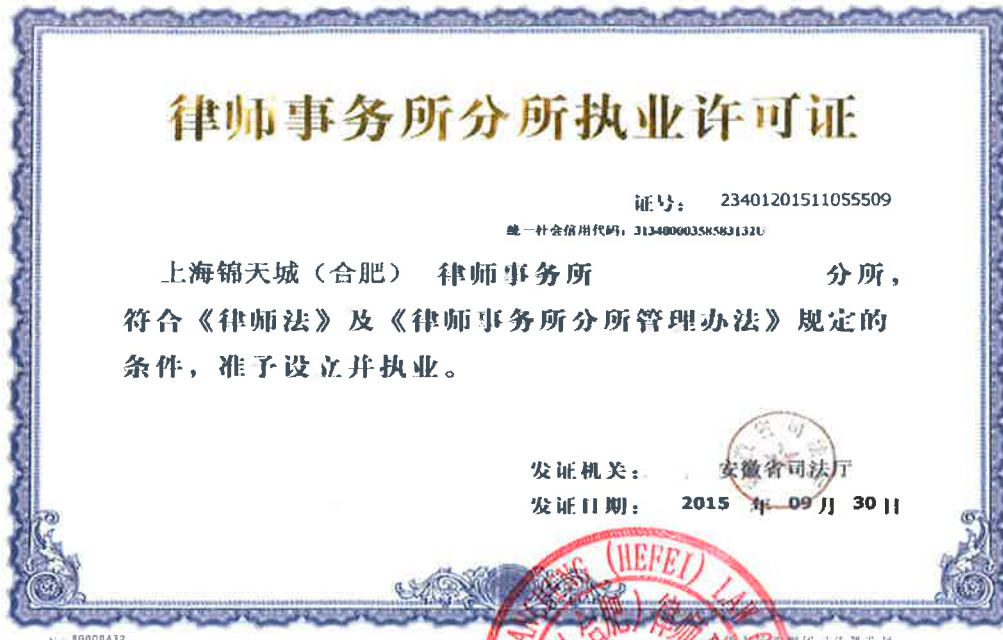 律师事务所分所执业许可证
证号： 23401201511055509
统一社会信用代码：31340000358583132U
上海锦天城（合肥） 律师事务所 分所，
符合《律师法》及《律师事务所分所管理办法》规定的
条件，准予设立并执业。
发证机关： 安徽省司法厅
发证日期： 2015 年 09 月 30 日
(HEFEI) LAW